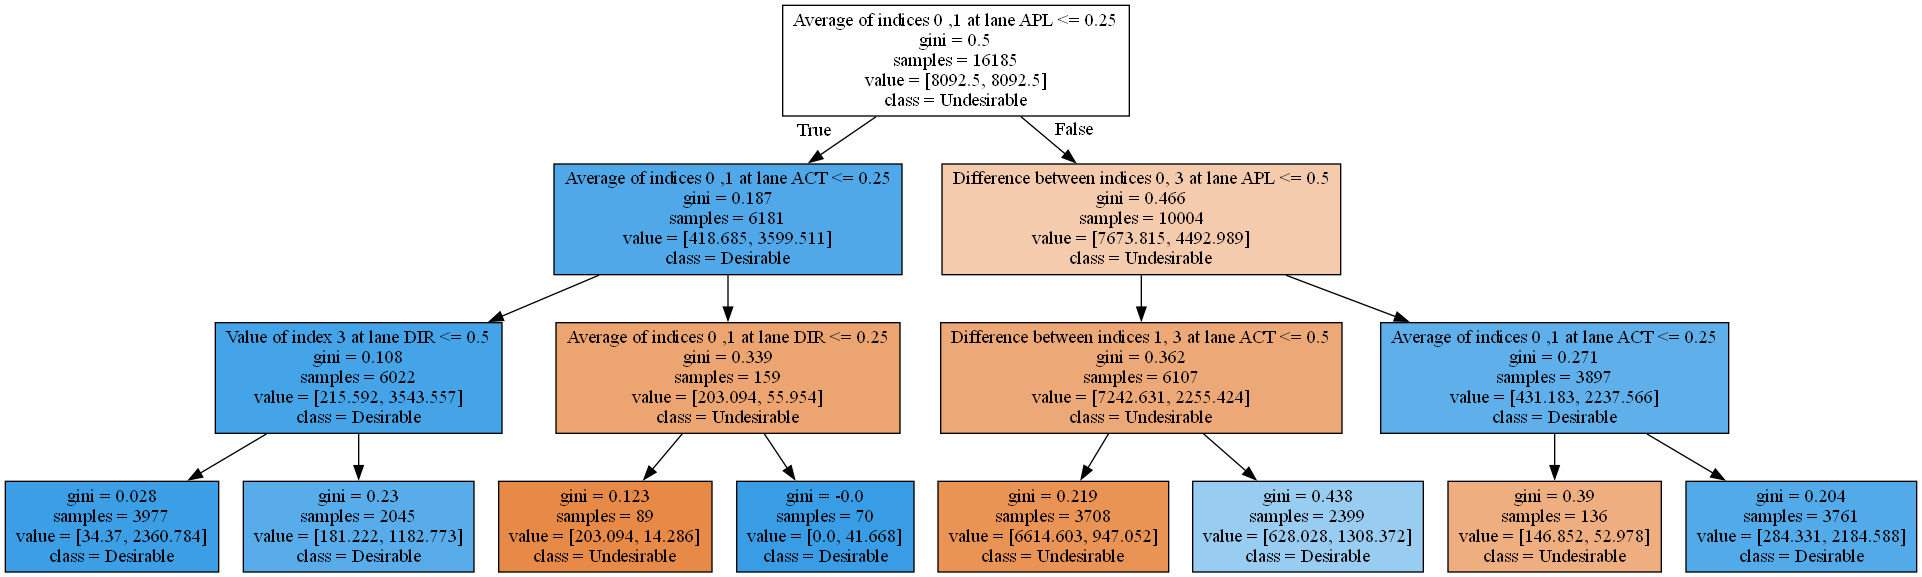 Average of indices 0 ,1 at lane APL <= 0.25
gini = 0.5
samples = 16185
value = [8092.5, 8092.5]
class = Undesirable
True
False
Average of indices 0 ,1 at lane ACT <= 0.25
gini = 0.187
samples = 6181
value = [418.685, 3599.511]
class = Desirable
Difference between indices 0, 3 at lane APL <= 0.5
gini = 0.466
samples = 10004
value = [7673.815, 4492.989]
class = Undesirable
Value of index 3 at lane DIR <= 0.5
gini = 0.108
samples = 6022
value = [215.592, 3543.557]
class = Desirable
Average of indices 0 ,1 at lane DIR <= 0.25
gini = 0.339
samples = 159
value = [203.094, 55.954]
class = Undesirable
Difference between indices 1, 3 at lane ACT <= 0.5
gini = 0.362
samples = 6107
value = [7242.631, 2255.424]
class = Undesirable
Average of indices 0 ,1 at lane ACT <= 0.25
gini = 0.271
samples = 3897
value = [431.183, 2237.566]
class = Desirable
gini = 0.028
samples = 3977
value = [34.37, 2360.784]
class = Desirable
gini = 0.23
samples = 2045
value = [181.222, 1182.773]
class = Desirable
gini = 0.123
samples = 89
value = [203.094, 14.286]
class = Undesirable
gini = -0.0
samples = 70
value = [0.0, 41.668]
class = Desirable
gini = 0.219
samples = 3708
value = [6614.603, 947.052]
class = Undesirable
gini = 0.438
samples = 2399
value = [628.028, 1308.372]
class = Desirable
gini = 0.39
samples = 136
value = [146.852, 52.978]
class = Undesirable
gini = 0.204
samples = 3761
value = [284.331, 2184.588]
class = Desirable